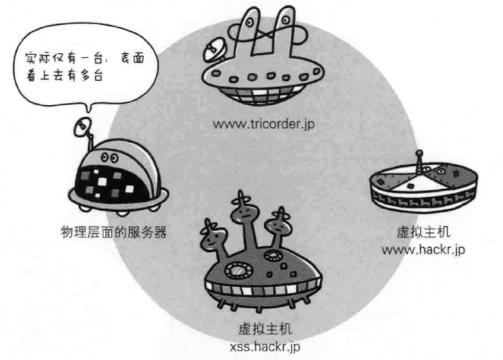 实际仅有一台，表面
看上去有多台
www.tricorder.jp
物理层面的服务器
虚拟主机
www.hackr.jp
虚拟主机
xss.hackr.jp